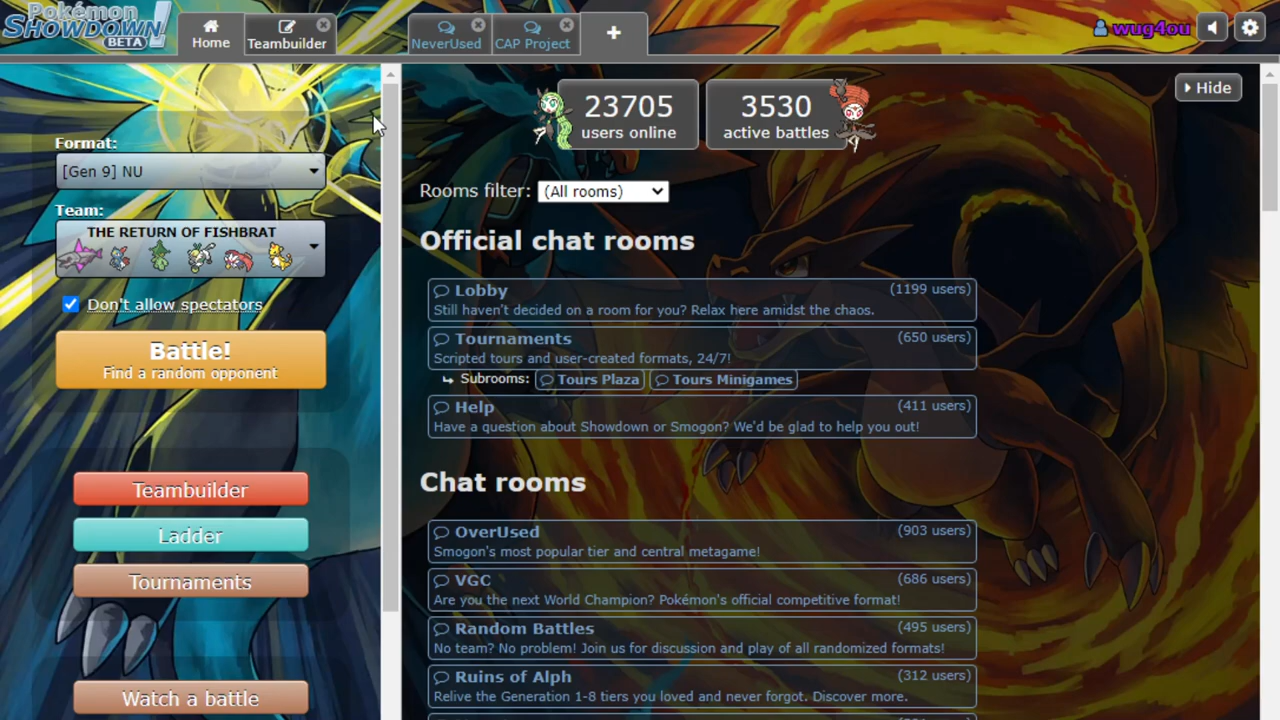 Pokémon
SHOWDOWN!
BETA
Home
Teambuilder
NeverUsed
CAP Project
+
wug4ou
Format:
[Gen 9] NU
Team:
THE RETURN OF FISHBRAT
Don't allow spectators
Battle!
Find a random opponent
Teambuilder
Ladder
Tournaments
Watch a battle
23705
users online
3530
active battles
Hide
Rooms filter: (All rooms)
Official chat rooms
Lobby (1199 users)
Still haven't decided on a room for you? Relax here amidst the chaos.
Tournaments (650 users)
Scripted tours and user-created formats, 24/7!
Subrooms: Tours Plaza Tours Minigames
Help (411 users)
Have a question about Showdown or Smogon? We'd be glad to help you out!
Chat rooms
OverUsed (903 users)
Smogon's most popular tier and central metagame!
VGC (686 users)
Are you the next World Champion? Pokémon's official competitive format!
Random Battles (495 users)
No team? No problem! Join us for discussion and play of all randomized formats!
Ruins of Alph (312 users)
Relive the Generation 1-8 tiers you loved and never forgot. Discover more.